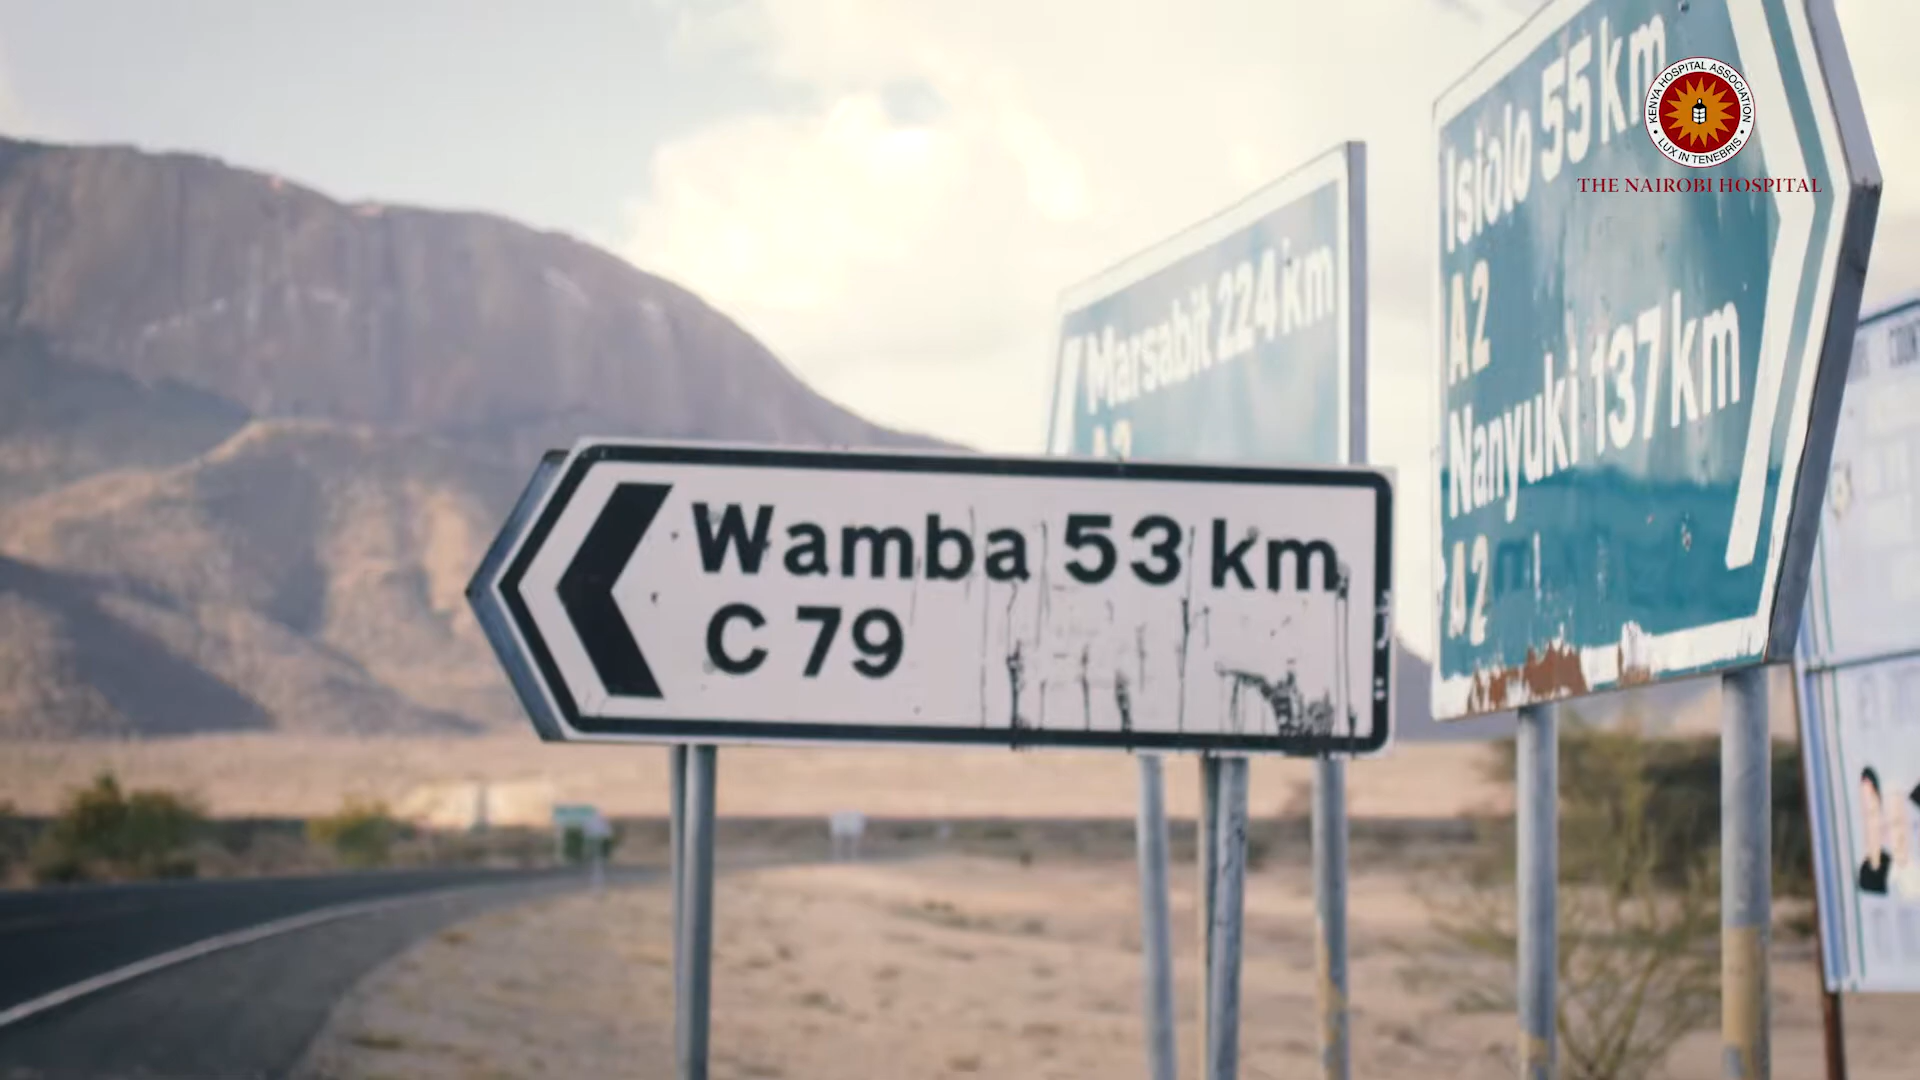 Wamba 53 km
C 79
Marsabit 224 km
A2
Isiolo 55 km
A2
Nanyuki 137 km
A2
KENYA HOSPITAL ASSOCIATION
LUX IN TENEBRIS
THE NAIROBI HOSPITAL